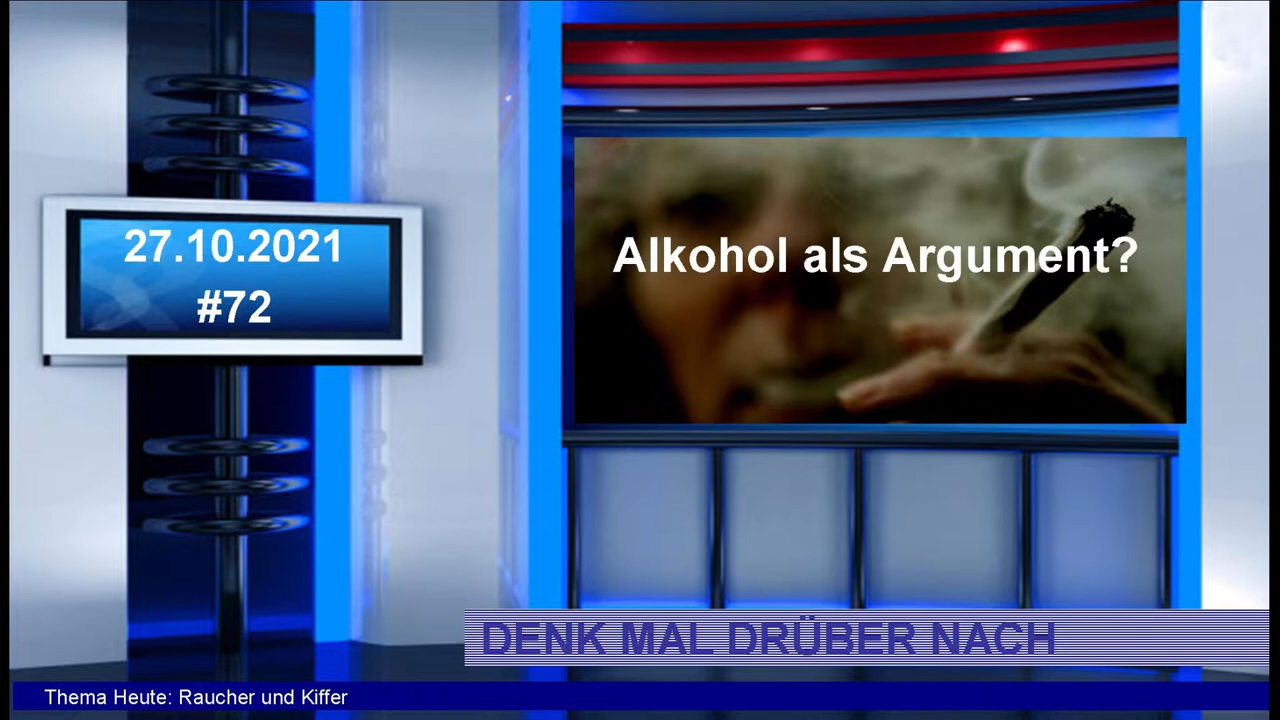 27.10.2021
#72
Alkohol als Argument?
DENK MAL DRÜBER NACH
Thema Heute: Raucher und Kiffer